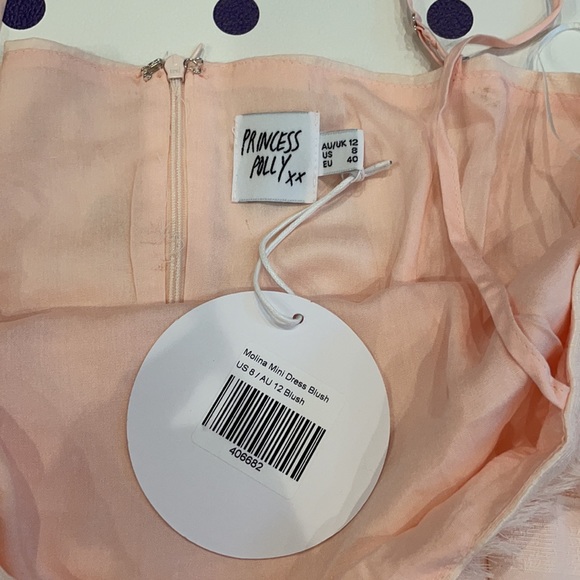 PRINCESS
POLLY XX
AU/UK 12
US 8
EU 40
Molina Mini Dress Blush
US 8 / AU 12 Blush
406682